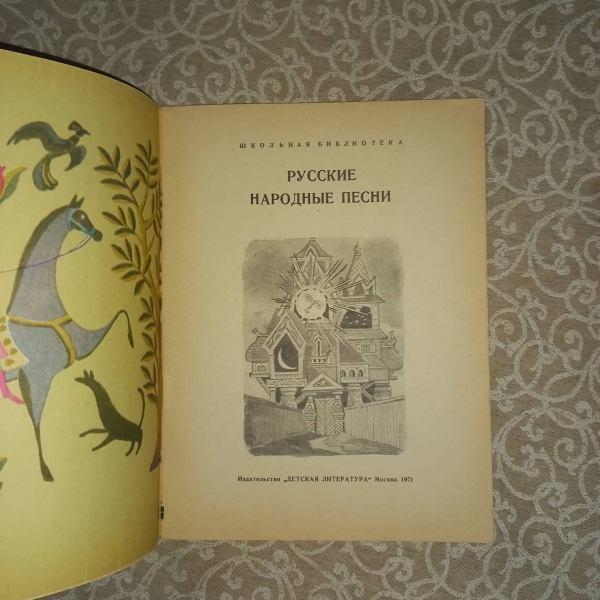 ШКОЛЬНАЯ БИБЛИОТЕКА
РУССКИЕ
НАРОДНЫЕ ПЕСНИ
Издательство „ДЕТСКАЯ ЛИТЕРАТУРА“ Москва 1971